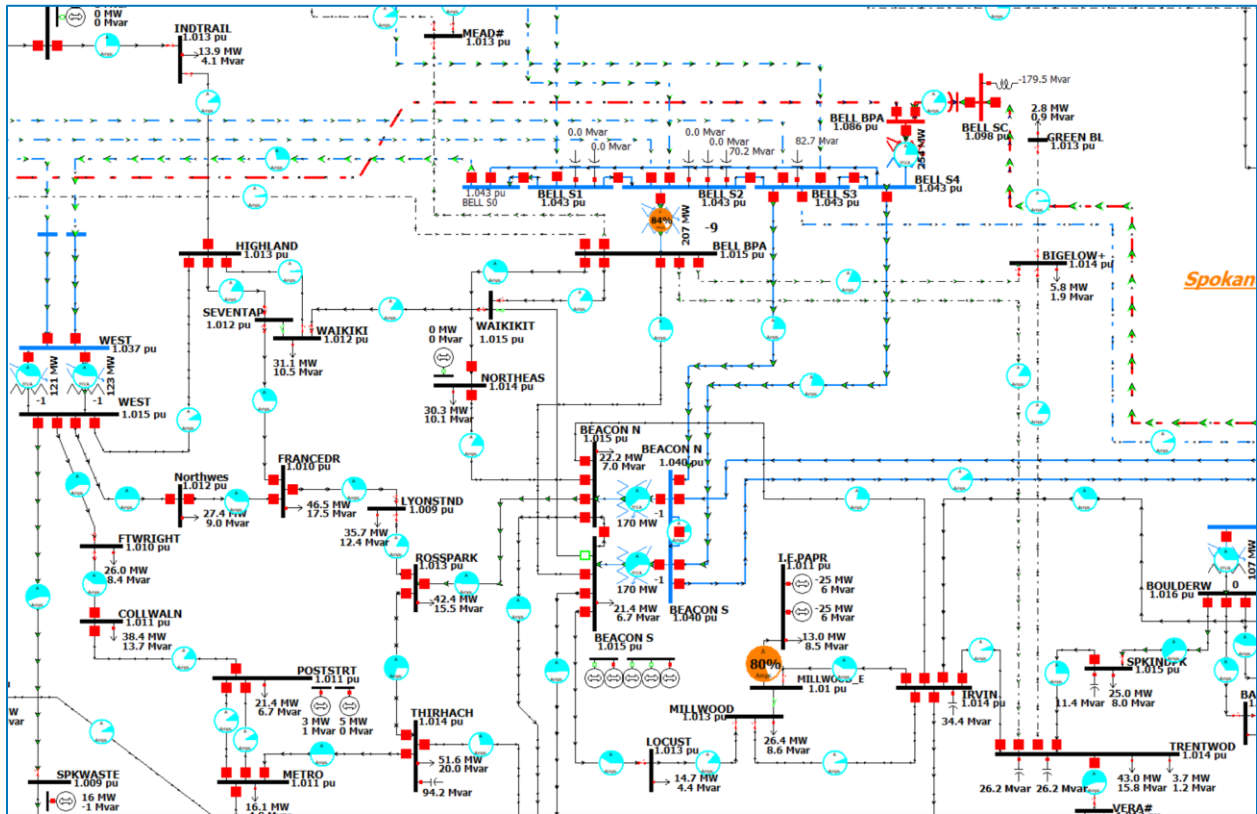 0 MW
0 Mvar
INDTRAIL
1.013 pu
13.9 MW
4.1 Mvar
MEAD#
1.013 pu
-179.5 Mvar
BELL SC
1.098 pu
BELL BPA
1.086 pu
254 MW
2.8 MW
0.9 Mvar
GREEN BL
1.013 pu
0.0 Mvar
0.0 Mvar
0.0 Mvar
0.0 Mvar
70.2 Mvar
82.7 Mvar
1.043 pu
BELL S0
BELL S1
1.043 pu
BELL S2
1.043 pu
BELL S3
1.043 pu
BELL S4
1.043 pu
84%
207 MW
-9
BELL BPA
1.015 pu
BIGELOW+
1.014 pu
5.8 MW
1.9 Mvar
Spokan
HIGHLAND
1.013 pu
SEVENTAP
1.012 pu
WAIKIKI
1.012 pu
31.1 MW
10.5 Mvar
WAIKIKIT
1.015 pu
0 MW
0 Mvar
NORTHEAS
1.014 pu
30.3 MW
10.1 Mvar
WEST
1.037 pu
121 MW
123 MW
-1
-1
WEST
1.015 pu
Northwes
1.012 pu
27.4 MW
9.0 Mvar
FRANCEDR
1.010 pu
46.5 MW
17.5 Mvar
LYONSTND
1.009 pu
35.7 MW
12.4 Mvar
FTWRIGHT
1.010 pu
26.0 MW
8.4 Mvar
COLLWALN
1.011 pu
38.4 MW
13.7 Mvar
ROSSPARK
1.013 pu
42.4 MW
15.5 Mvar
BEACON N
1.015 pu
22.2 MW
7.0 Mvar
BEACON N
1.040 pu
-1
170 MW
-1
170 MW
BEACON S
1.040 pu
21.4 MW
6.7 Mvar
BEACON S
1.015 pu
I.E.PAPR
1.011 pu
-25 MW
6 Mvar
-25 MW
6 Mvar
13.0 MW
8.5 Mvar
80%
Amps
MILLWOOD_E
1.01 pu
MILLWOOD
1.013 pu
26.4 MW
8.6 Mvar
LOCUST
1.013 pu
14.7 MW
4.4 Mvar
IRVIN
1.014 pu
34.4 Mvar
107 MW
0
BOULDERW
1.016 pu
SPKINDPK
1.015 pu
11.4 Mvar
25.0 MW
8.0 Mvar
BA
TRENTWOD
1.014 pu
26.2 Mvar
26.2 Mvar
43.0 MW
15.8 Mvar
3.7 MW
1.2 Mvar
VERA#
POSTSTRT
1.011 pu
21.4 MW
6.7 Mvar
3 MW
1 Mvar
5 MW
0 Mvar
THIRHACH
1.014 pu
51.6 MW
20.0 Mvar
94.2 Mvar
METRO
1.011 pu
16.1 MW
SPKWASTE
1.009 pu
16 MW
-1 Mvar
W
var